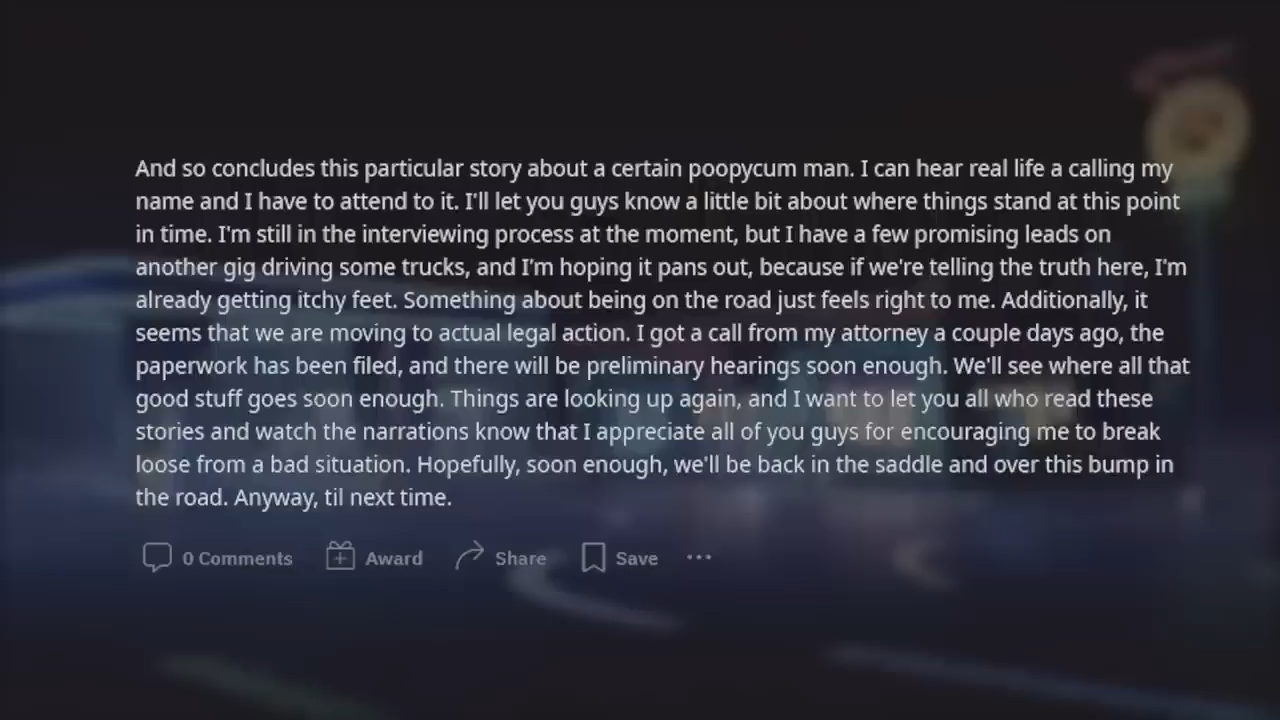 And so concludes this particular story about a certain poopycum man. I can hear real life a calling my
name and I have to attend to it. I'll let you guys know a little bit about where things stand at this point
in time. I'm still in the interviewing process at the moment, but I have a few promising leads on
another gig driving some trucks, and I'm hoping it pans out, because if we're telling the truth here, I'm
already getting itchy feet. Something about being on the road just feels right to me. Additionally, it
seems that we are moving to actual legal action. I got a call from my attorney a couple days ago, the
paperwork has been filed, and there will be preliminary hearings soon enough. We'll see where all that
good stuff goes soon enough. Things are looking up again, and I want to let you all who read these
stories and watch the narrations know that I appreciate all of you guys for encouraging me to break
loose from a bad situation. Hopefully, soon enough, we'll be back in the saddle and over this bump in
the road. Anyway, til next time.
0 Comments Award Share Save